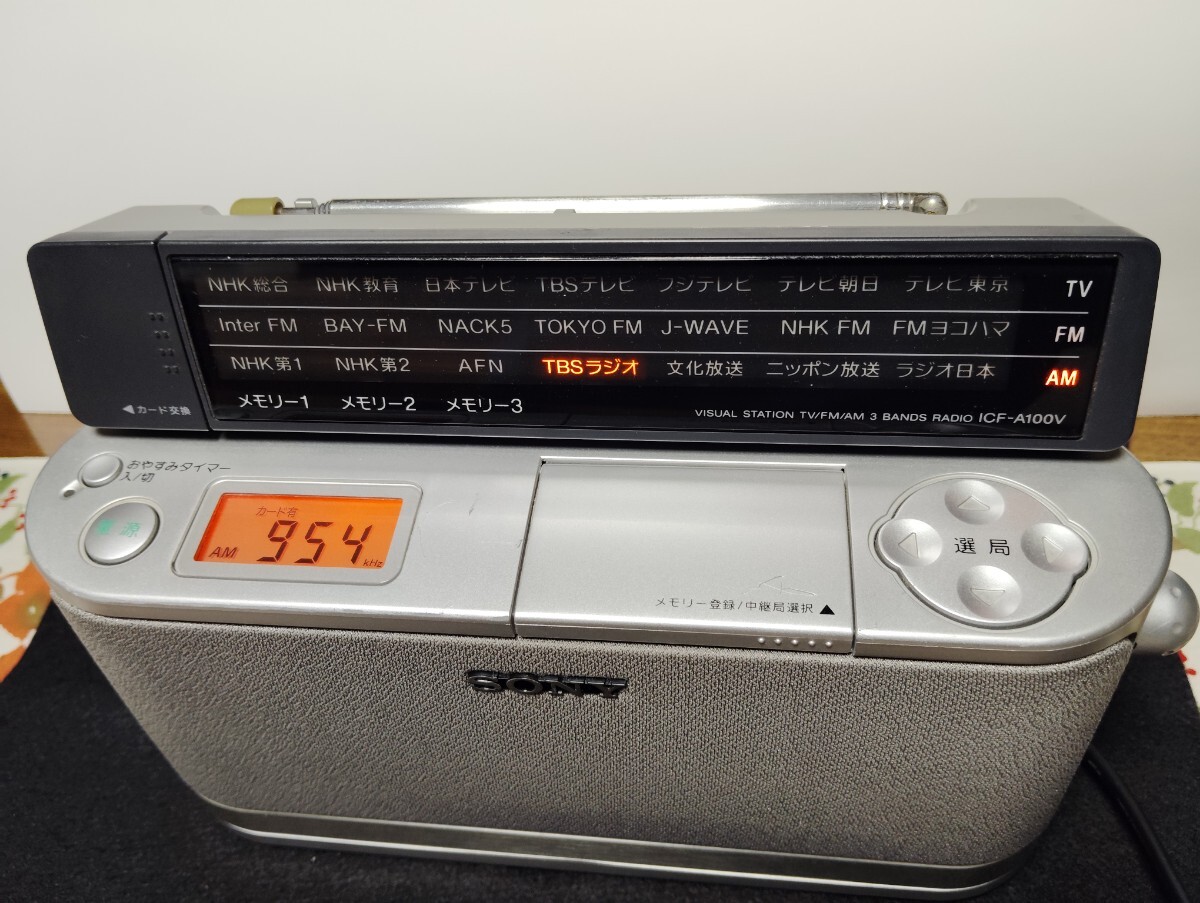 NHK総合 NHK教育 日本テレビ TBSテレビ フジテレビ テレビ朝日 テレビ東京 TV
Inter FM BAY-FM NACK5 TOKYO FM J-WAVE NHK FM FMヨコハマ FM
NHK第1 NHK第2 AFN TBSラジオ 文化放送 ニッポン放送 ラジオ日本 AM
メモリー1 メモリー2 メモリー3
◀カード交換
VISUAL STATION TV/FM/AM 3 BANDS RADIO ICF-A100V
おやすみタイマー
入/切
電源
カード有
AM 954 kHz
選局
メモリー登録/中継局選択▲
SONY